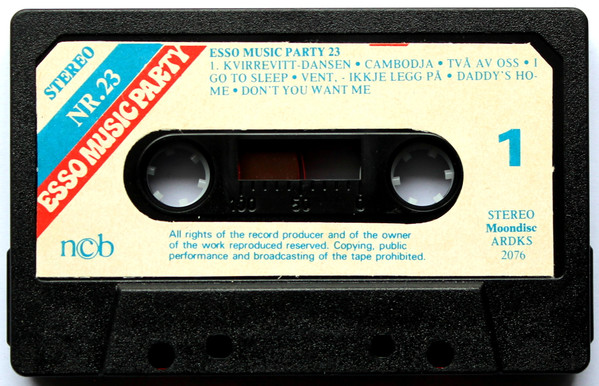 STEREO
NR. 23
ESSO MUSIC PARTY
ESSO MUSIC PARTY 23
1. KVIRREVITT-DANSEN • CAMBODJA • TVÅ AV OSS • I
GO TO SLEEP • VENT. - IKKJE LEGG PÅ • DADDY'S HO-
ME • DON'T YOU WANT ME
1
100 50 0
All rights of the record producer and of the owner
of the work reproduced reserved. Copying, public
performance and broadcasting of the tape prohibited.
ncb
STEREO
Moondisc
ARDKS
2076